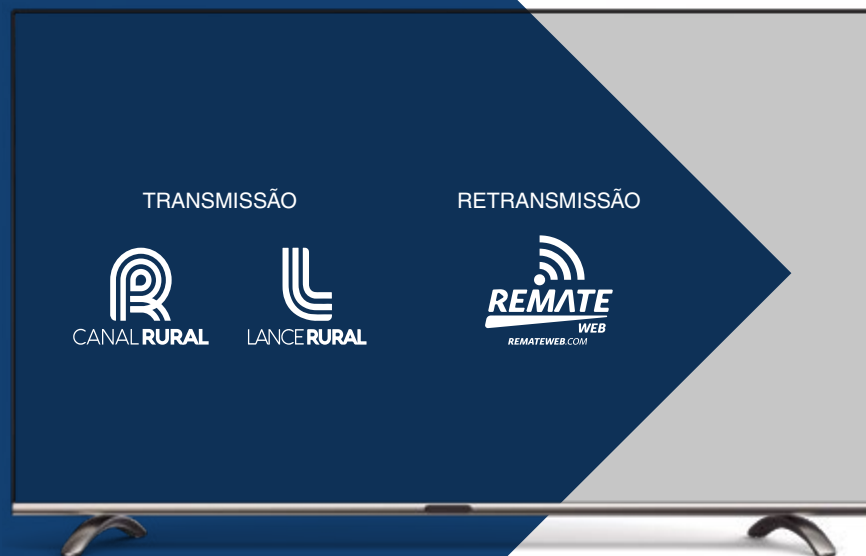 TRANSMISSÃO
CANAL RURAL
LANCE RURAL
RETRANSMISSÃO
REMATE
WEB
REMATEWEB.COM